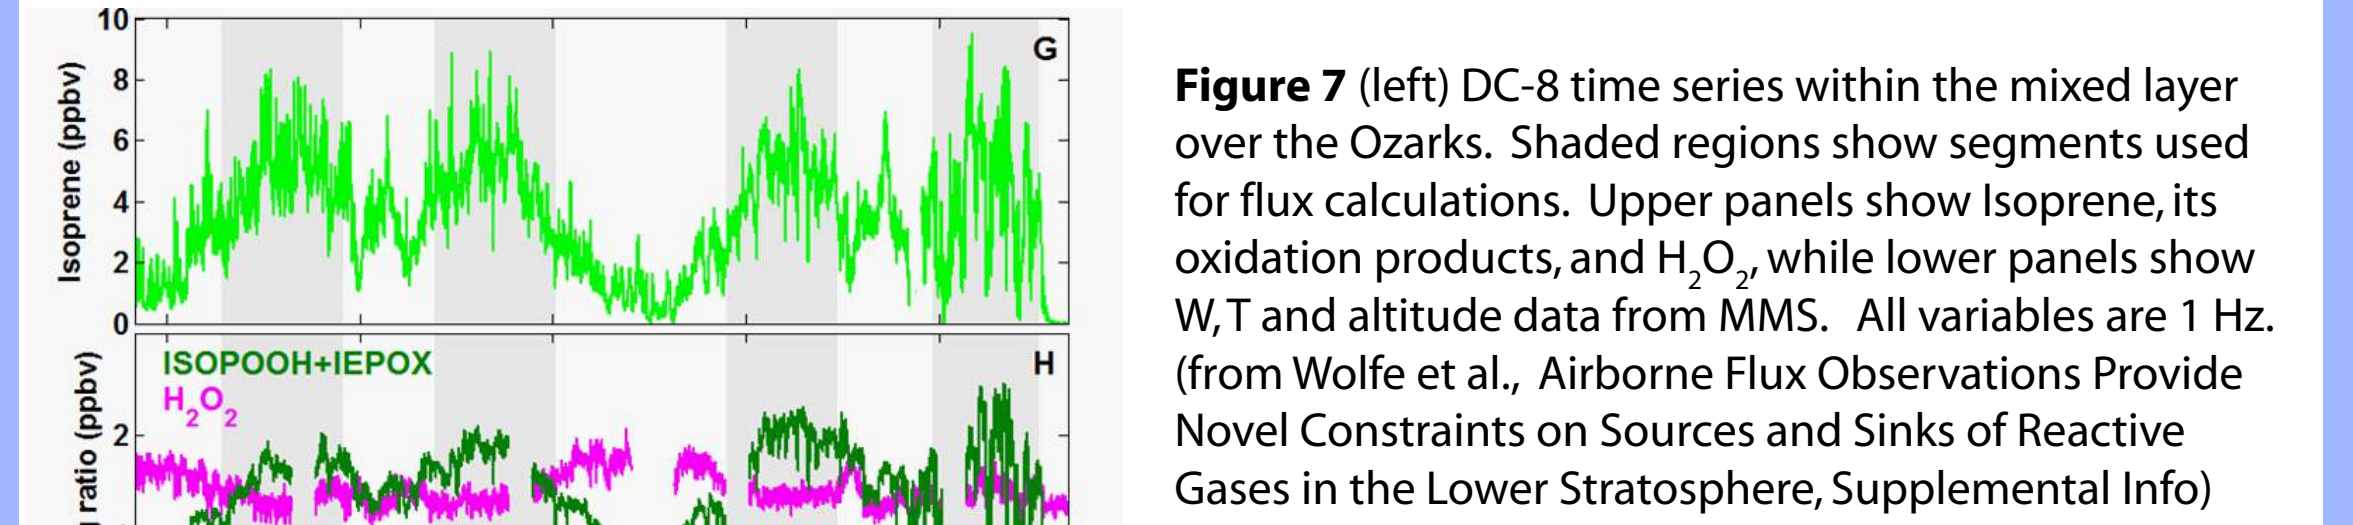 10
G
8
6
4
2
0
Isoprene (ppbv)
ISOPOOH+IEPOX
H
H2O2
2
ratio (ppbv)
Figure 7 (left) DC-8 time series within the mixed layer
over the Ozarks. Shaded regions show segments used
for flux calculations. Upper panels show Isoprene, its
oxidation products, and H2O2, while lower panels show
W, T and altitude data from MMS. All variables are 1 Hz.
(from Wolfe et al., Airborne Flux Observations Provide
Novel Constraints on Sources and Sinks of Reactive
Gases in the Lower Stratosphere, Supplemental Info)